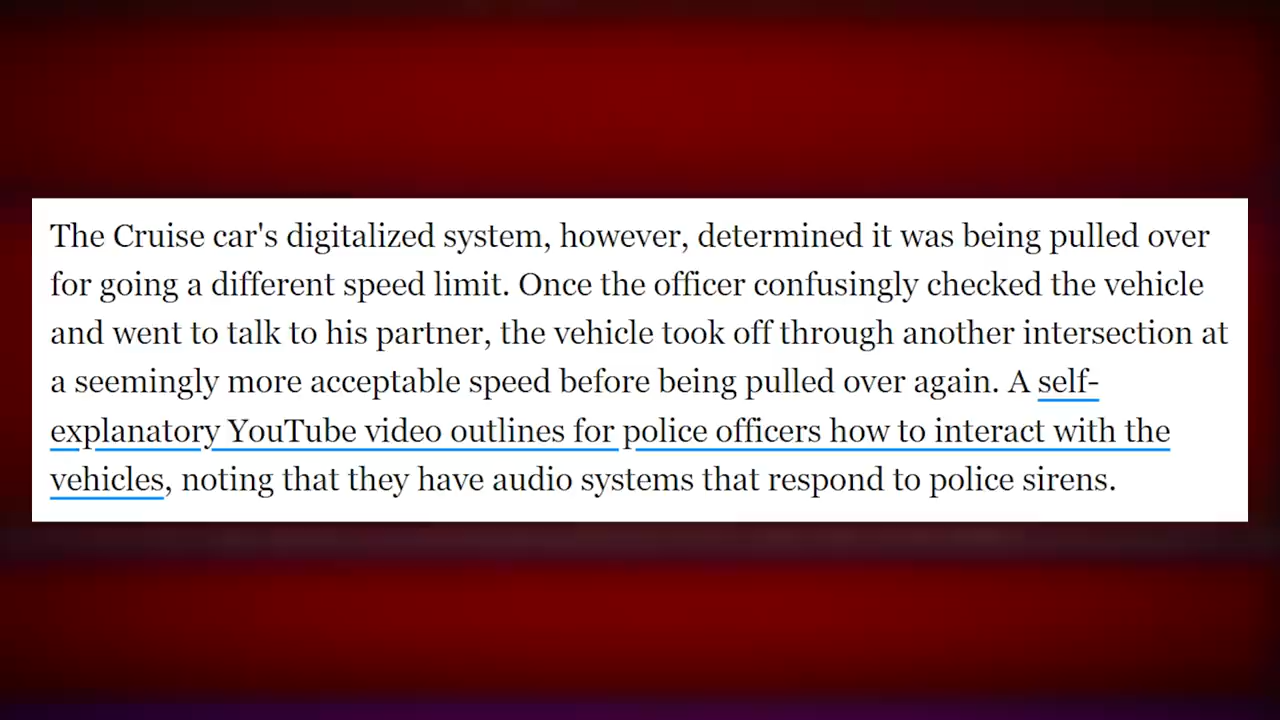 The Cruise car's digitalized system, however, determined it was being pulled over
for going a different speed limit. Once the officer confusingly checked the vehicle
and went to talk to his partner, the vehicle took off through another intersection at
a seemingly more acceptable speed before being pulled over again. A self-
explanatory YouTube video outlines for police officers how to interact with the
vehicles, noting that they have audio systems that respond to police sirens.